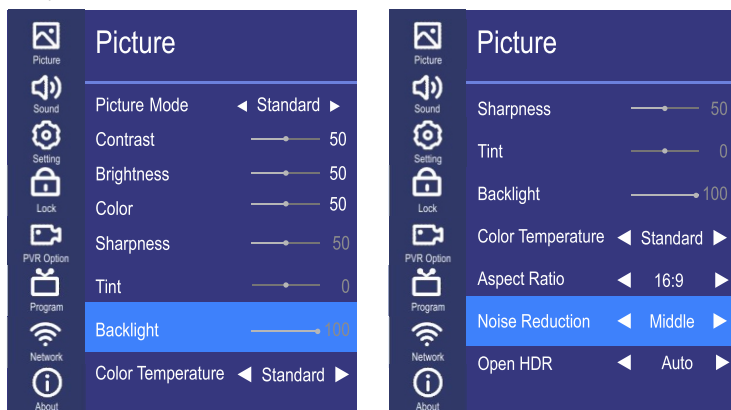 Picture
Sound
Setting
Lock
PVR Option
Program
Network
About
Picture
Picture Mode Standard
Contrast 50
Brightness 50
Color 50
Sharpness 50
Tint 0
Backlight 100
Color Temperature Standard
Picture
Sound
Setting
Lock
PVR Option
Program
Network
About
Picture
Sharpness 50
Tint 0
Backlight 100
Color Temperature Standard
Aspect Ratio 16:9
Noise Reduction Middle
Open HDR Auto